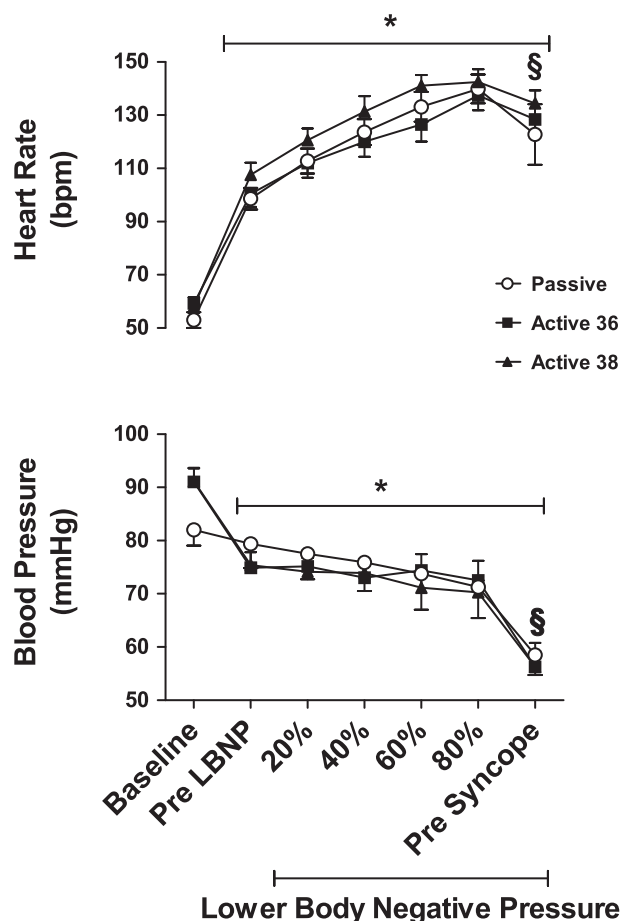 *
150
§
130
110
90
70
50
Heart Rate
(bpm)
Passive
Active 36
Active 38
100
90
80
70
60
50
Blood Pressure
(mmHg)
*
§
Baseline
Pre LBNP
20%
40%
60%
80%
Pre Syncope
Lower Body Negative Pressure